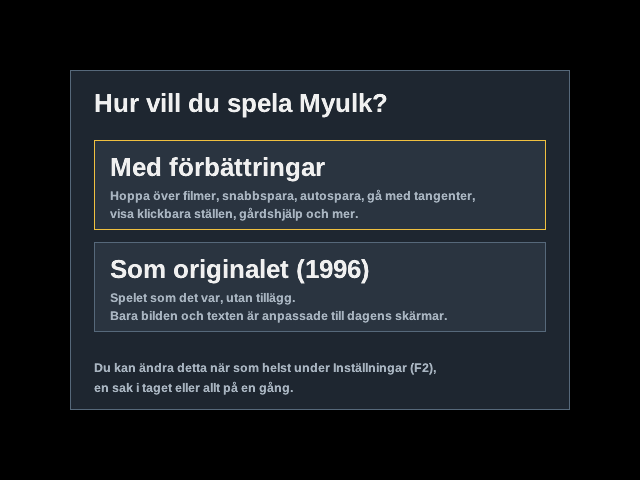 Hur vill du spela Myulk?
Med förbättringar
Hoppa över filmer, snabbspara, autospara, gå med tangenter,
visa klickbara ställen, gårdshjälp och mer.
Som originalet (1996)
Spelet som det var, utan tillägg.
Bara bilden och texten är anpassade till dagens skärmar.
Du kan ändra detta när som helst under Inställningar (F2),
en sak i taget eller allt på en gång.